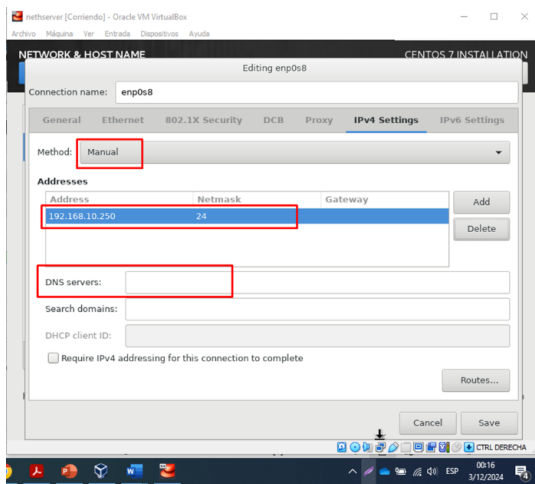 nethserver [Corriendo] - Oracle VM VirtualBox
Archivo Máquina Ver Entrada Dispositivos Ayuda
NETWORK & HOST NAME CENTOS 7 INSTALLATION
Editing enp0s8
Connection name: enp0s8
General Ethernet 802.1X Security DCB Proxy IPv4 Settings IPv6 Settings
Method: Manual
Addresses
Address Netmask Gateway
192.168.10.250 24
Add
Delete
DNS servers:
Search domains:
DHCP client ID:
Require IPv4 addressing for this connection to complete
Routes...
Cancel Save
CTRL DERECHA
ESP 00:16
3/12/2024